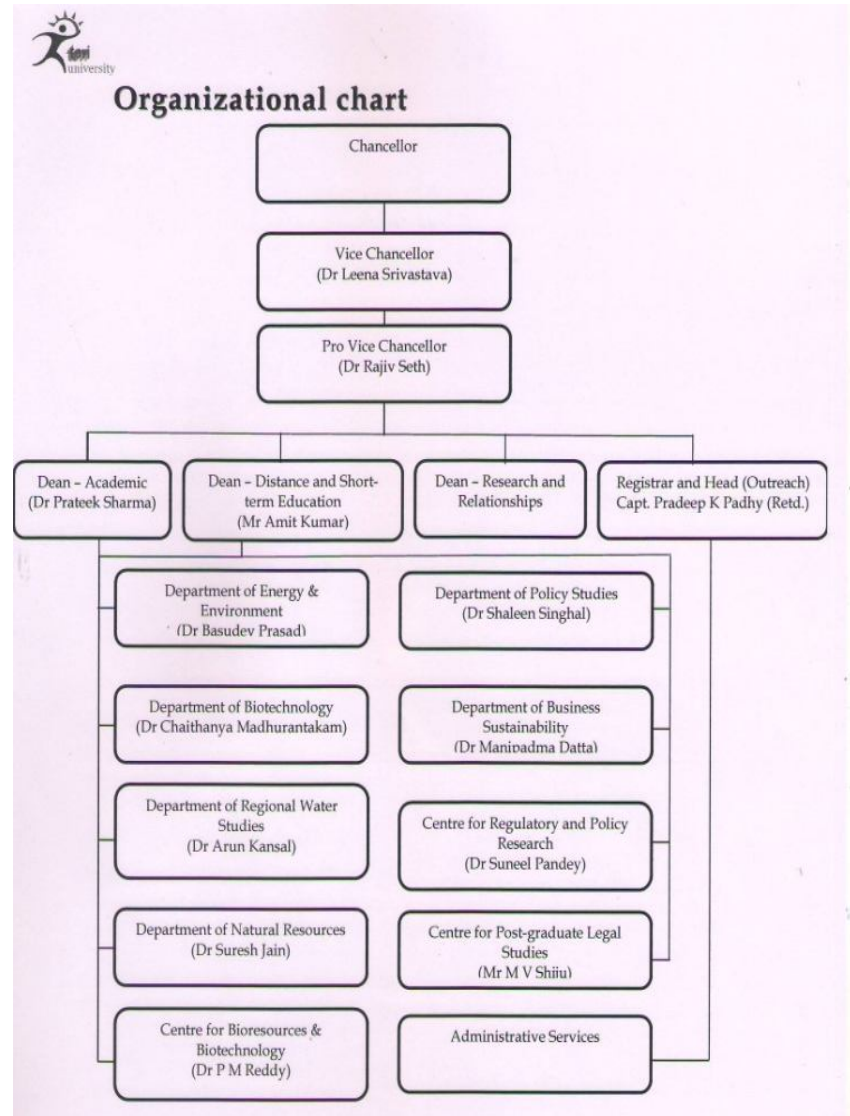 teri
university
Organizational chart
Chancellor
Vice Chancellor
(Dr Leena Srivastava)
Pro Vice Chancellor
(Dr Rajiv Seth)
Dean – Academic
(Dr Prateek Sharma)
Dean – Distance and Short-
term Education
(Mr Amit Kumar)
Dean – Research and
Relationships
Registrar and Head (Outreach)
Capt. Pradeep K Padhy (Retd.)
Department of Energy &
Environment
(Dr Basudev Prasad)
Department of Policy Studies
(Dr Shaleen Singhal)
Department of Biotechnology
(Dr Chaithanya Madhurantakam)
Department of Business
Sustainability
(Dr Manipadma Datta)
Department of Regional Water
Studies
(Dr Arun Kansal)
Centre for Regulatory and Policy
Research
(Dr Suneel Pandey)
Department of Natural Resources
(Dr Suresh Jain)
Centre for Post-graduate Legal
Studies
(Mr M V Shiju)
Centre for Bioresources &
Biotechnology
(Dr P M Reddy)
Administrative Services